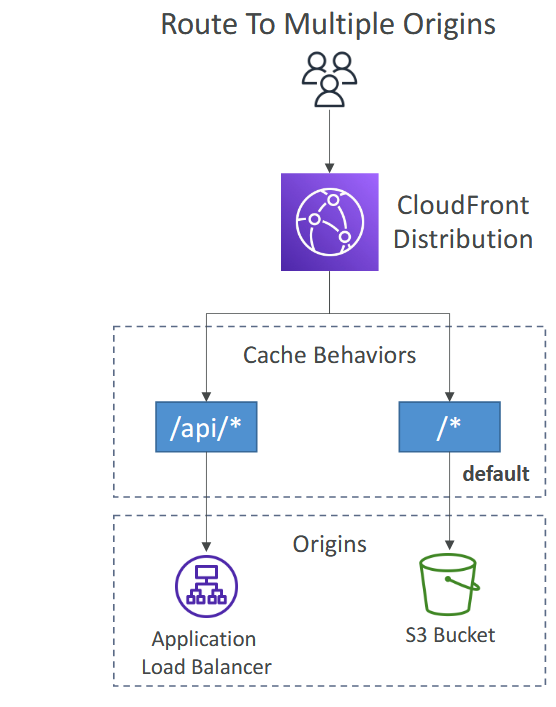 Route To Multiple Origins
CloudFront
Distribution
Cache Behaviors
/api/*
/*
default
Origins
Application
Load Balancer
S3 Bucket